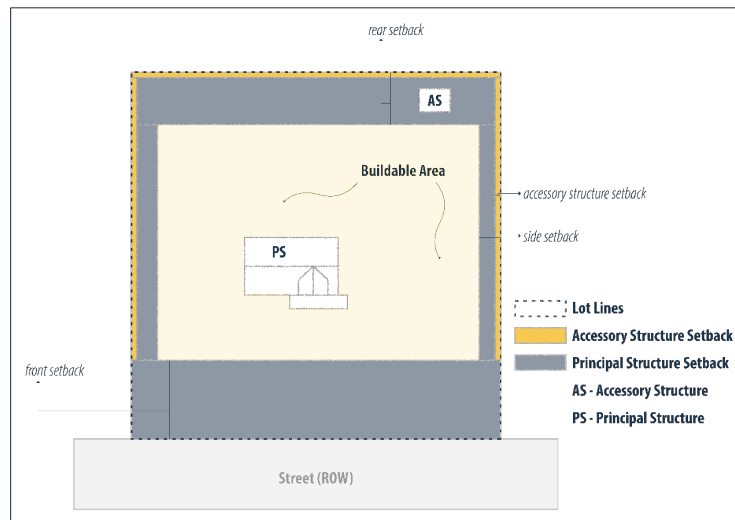 rear setback
AS
Buildable Area
accessory structure setback
PS
side setback
Lot Lines
Accessory Structure Setback
front setback
Principal Structure Setback
AS - Accessory Structure
PS - Principal Structure
Street (ROW)